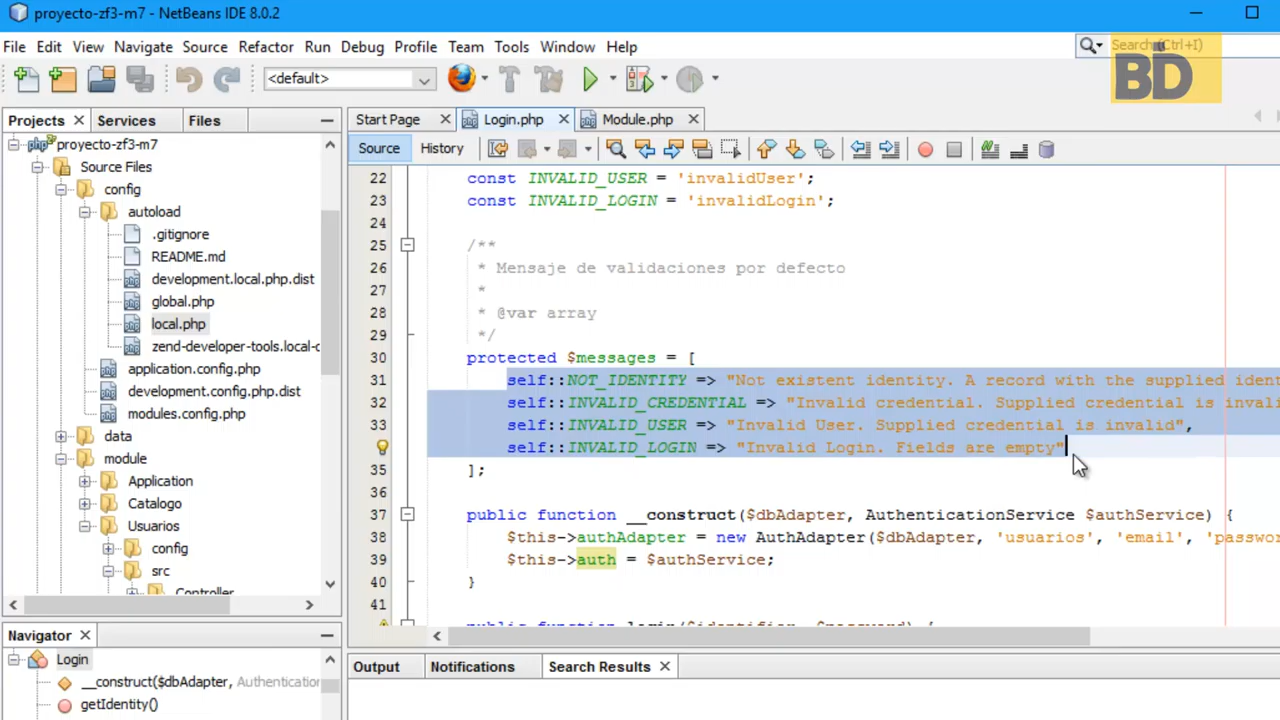 proyecto-zf3-m7 - NetBeans IDE 8.0.2
File Edit View Navigate Source Refactor Run Debug Profile Team Tools Window Help
Search (Ctrl+I)
BD
<default>
Projects Services Files
Start Page Login.php Module.php
Source History
proyecto-zf3-m7
Source Files
config
autoload
.gitignore
README.md
development.local.php.dist
global.php
local.php
zend-developer-tools.local-c
application.config.php
development.config.php.dist
modules.config.php
data
module
Application
Catalogo
Usuarios
config
src
Controller
22 const INVALID_USER = 'invalidUser';
23 const INVALID_LOGIN = 'invalidLogin';
24
25 /**
26 * Mensaje de validaciones por defecto
27 *
28 * @var array
29 */
30 protected $messages = [
31 self::NOT_IDENTITY => "Not existent identity. A record with the supplied ident
32 self::INVALID_CREDENTIAL => "Invalid credential. Supplied credential is invali
33 self::INVALID_USER => "Invalid User. Supplied credential is invalid",
self::INVALID_LOGIN => "Invalid Login. Fields are empty"
35 ];
36
37 public function __construct($dbAdapter, AuthenticationService $authService) {
38 $this->authAdapter = new AuthAdapter($dbAdapter, 'usuarios', 'email', 'passwor
39 $this->auth = $authService;
40 }
41
public function login($identifier, $password) {
Navigator
Login
__construct($dbAdapter, Authentication
getIdentity()
Output Notifications Search Results